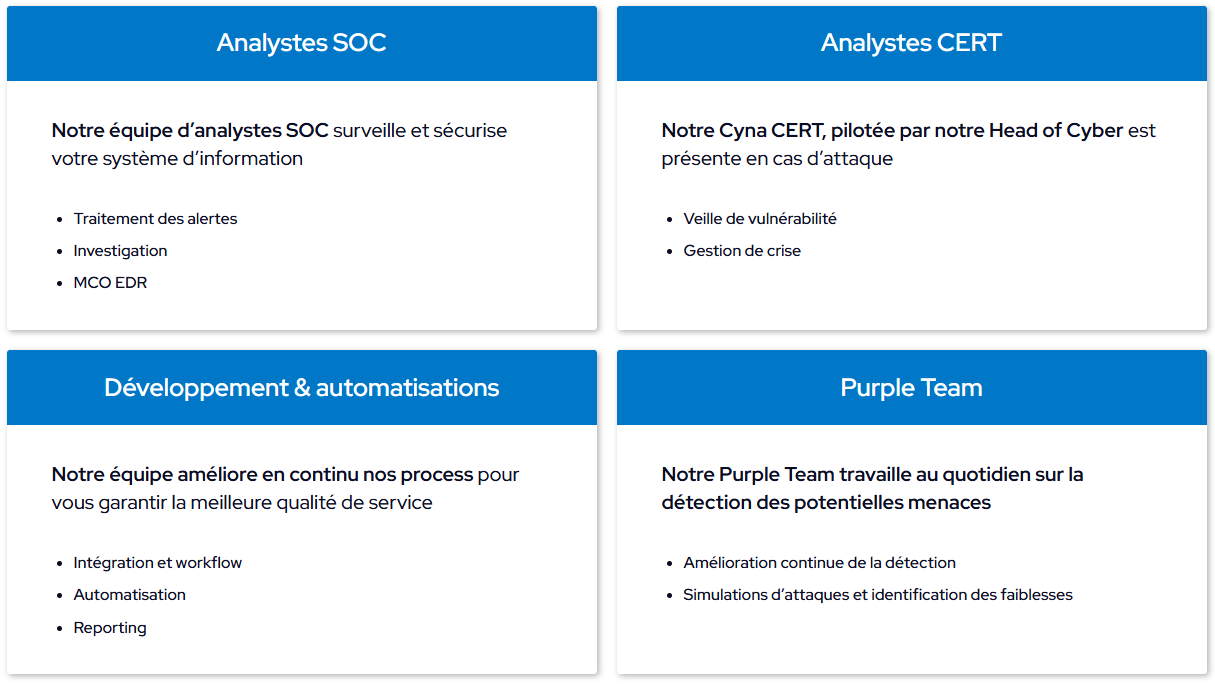 Analystes SOC
Notre équipe d’analystes SOC surveille et sécurise
votre système d’information
Traitement des alertes
Investigation
MCO EDR
Analystes CERT
Notre Cyna CERT, pilotée par notre Head of Cyber est
présente en cas d’attaque
Veille de vulnérabilité
Gestion de crise
Développement & automatisations
Notre équipe améliore en continu nos process pour
vous garantir la meilleure qualité de service
Intégration et workflow
Automatisation
Reporting
Purple Team
Notre Purple Team travaille au quotidien sur la
détection des potentielles menaces
Amélioration continue de la détection
Simulations d’attaques et identification des faiblesses